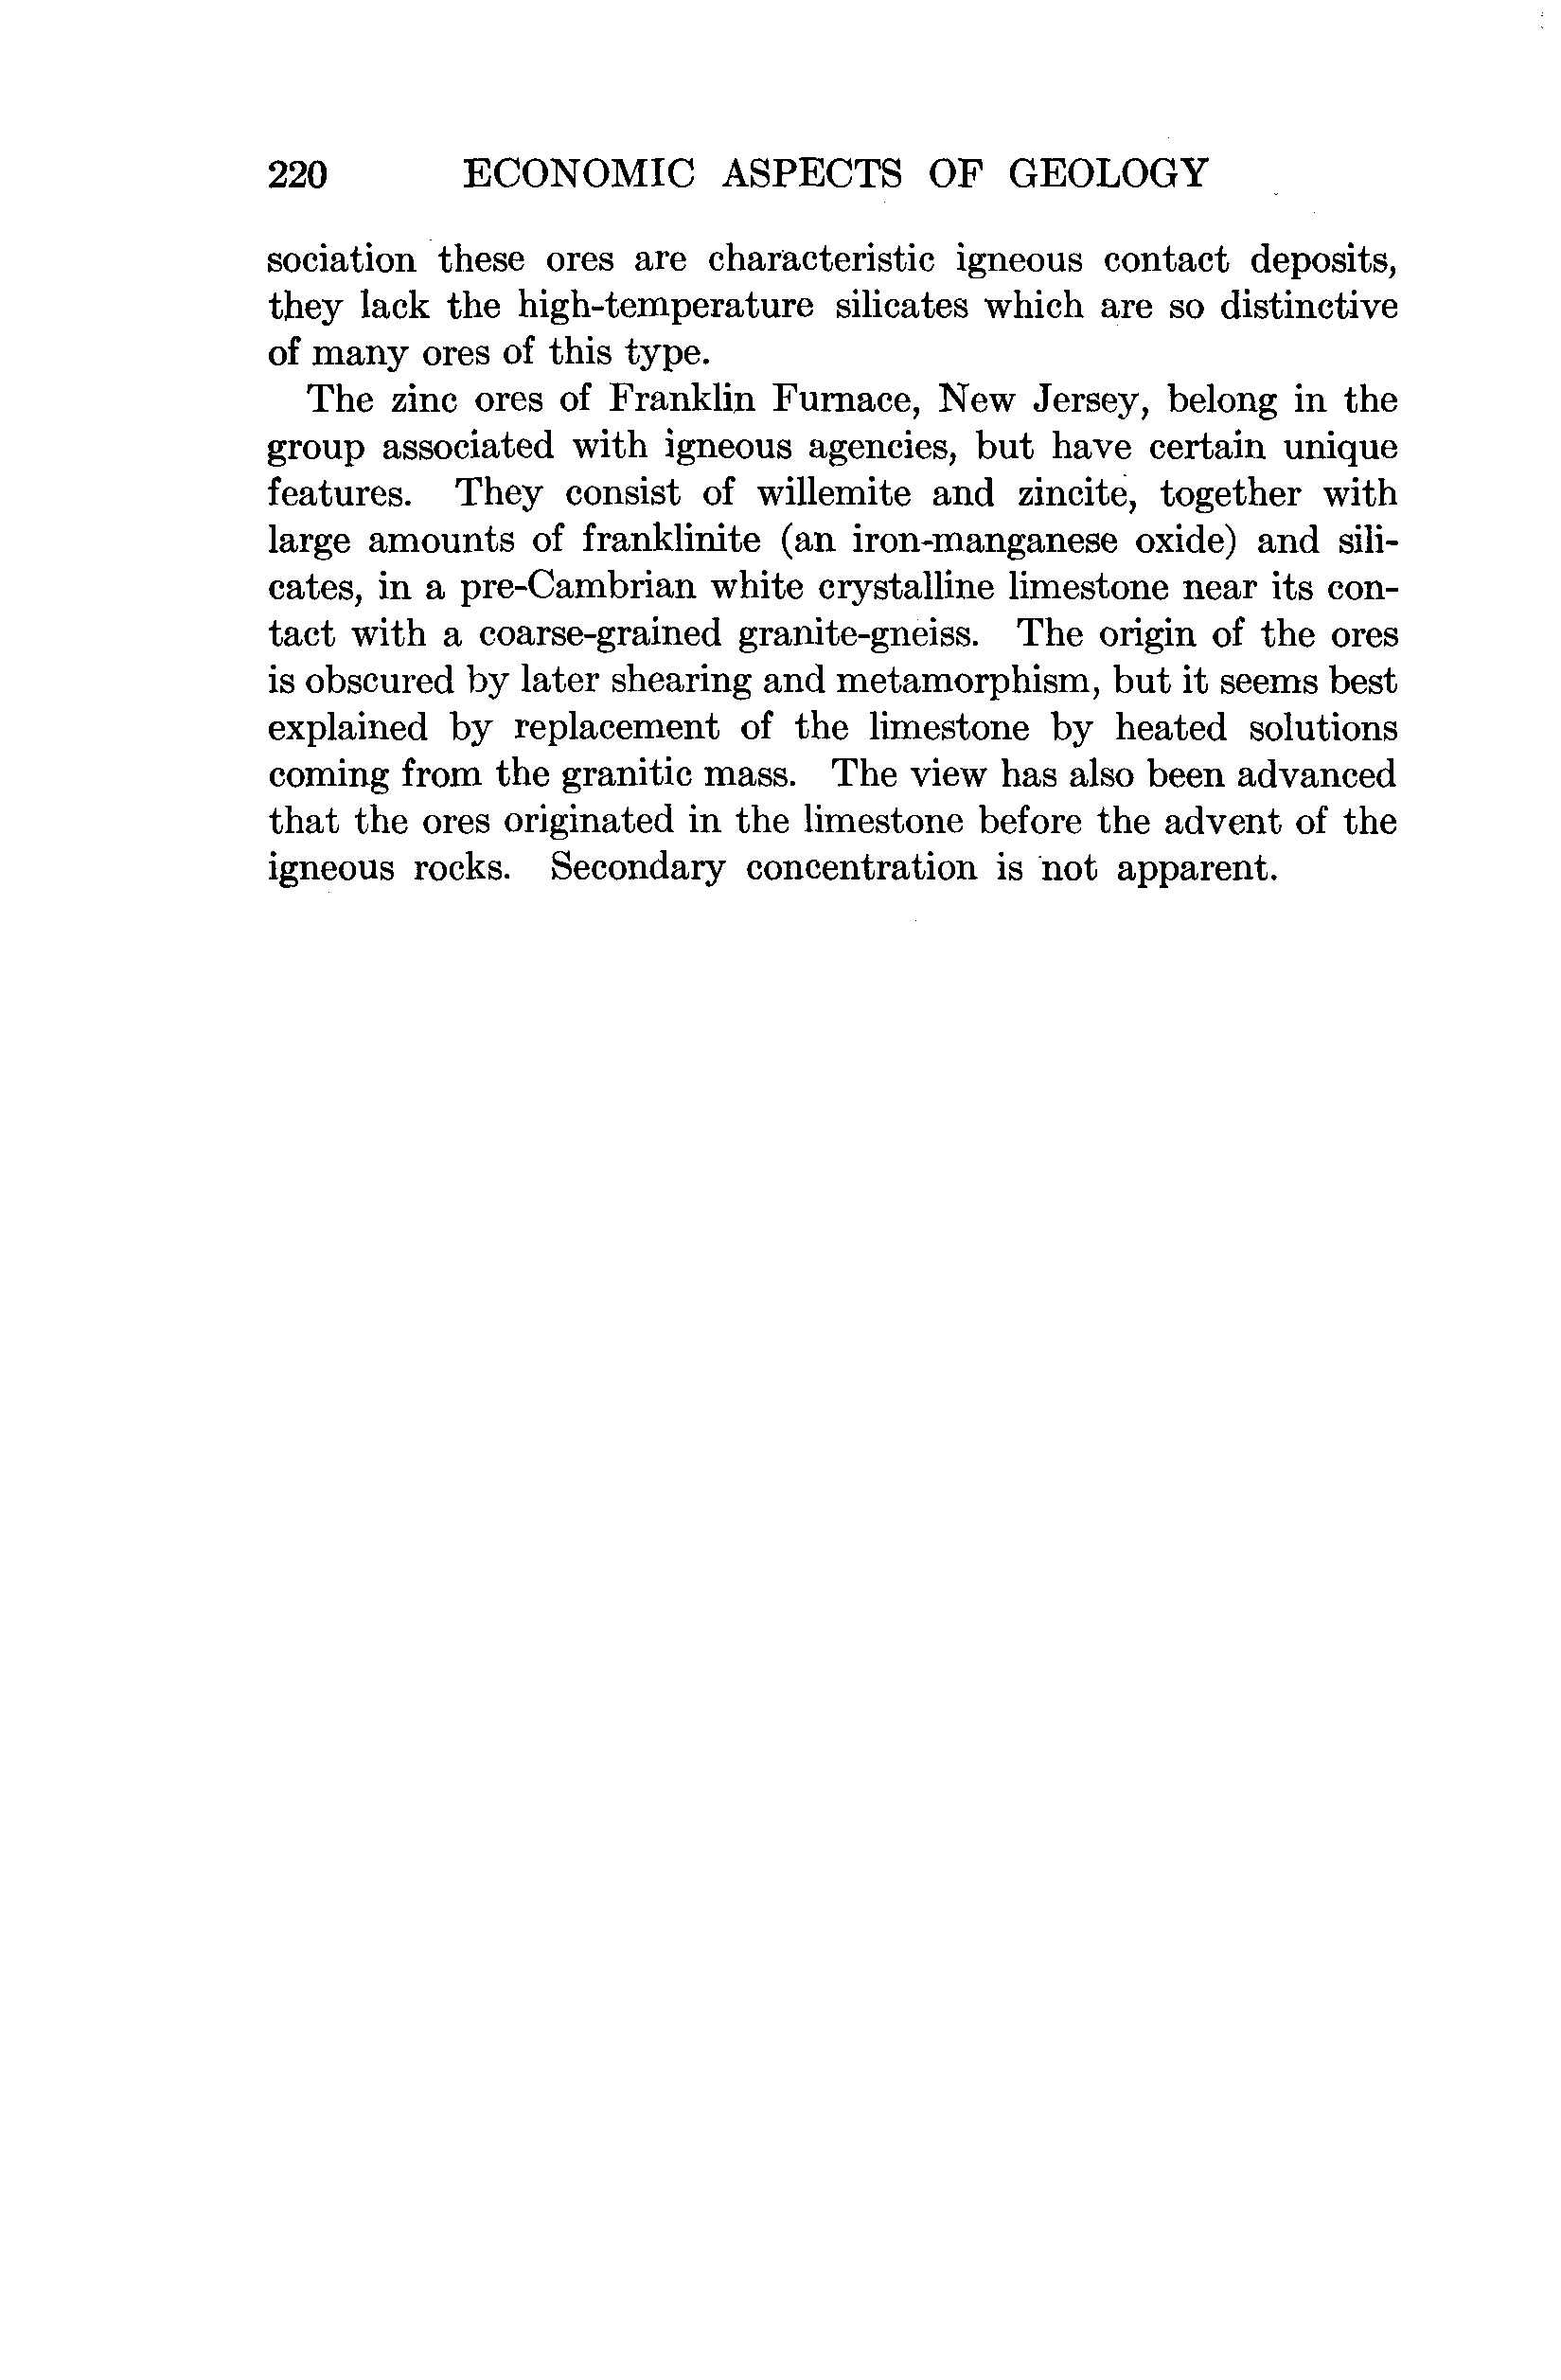 220 ECONOMIC ASPECTS OF GEOLOGY
sociation these ores are characteristic igneous contact deposits,
they lack the high-temperature silicates which are so distinctive
of many ores of this type.
The zinc ores of Franklin Furnace, New Jersey, belong in the
group associated with igneous agencies, but have certain unique
features. They consist of willemite and zincite, together with
large amounts of franklinite (an iron-manganese oxide) and sili-
cates, in a pre-Cambrian white crystalline limestone near its con-
tact with a coarse-grained granite-gneiss. The origin of the ores
is obscured by later shearing and metamorphism, but it seems best
explained by replacement of the limestone by heated solutions
coming from the granitic mass. The view has also been advanced
that the ores originated in the limestone before the advent of the
igneous rocks. Secondary concentration is not apparent.